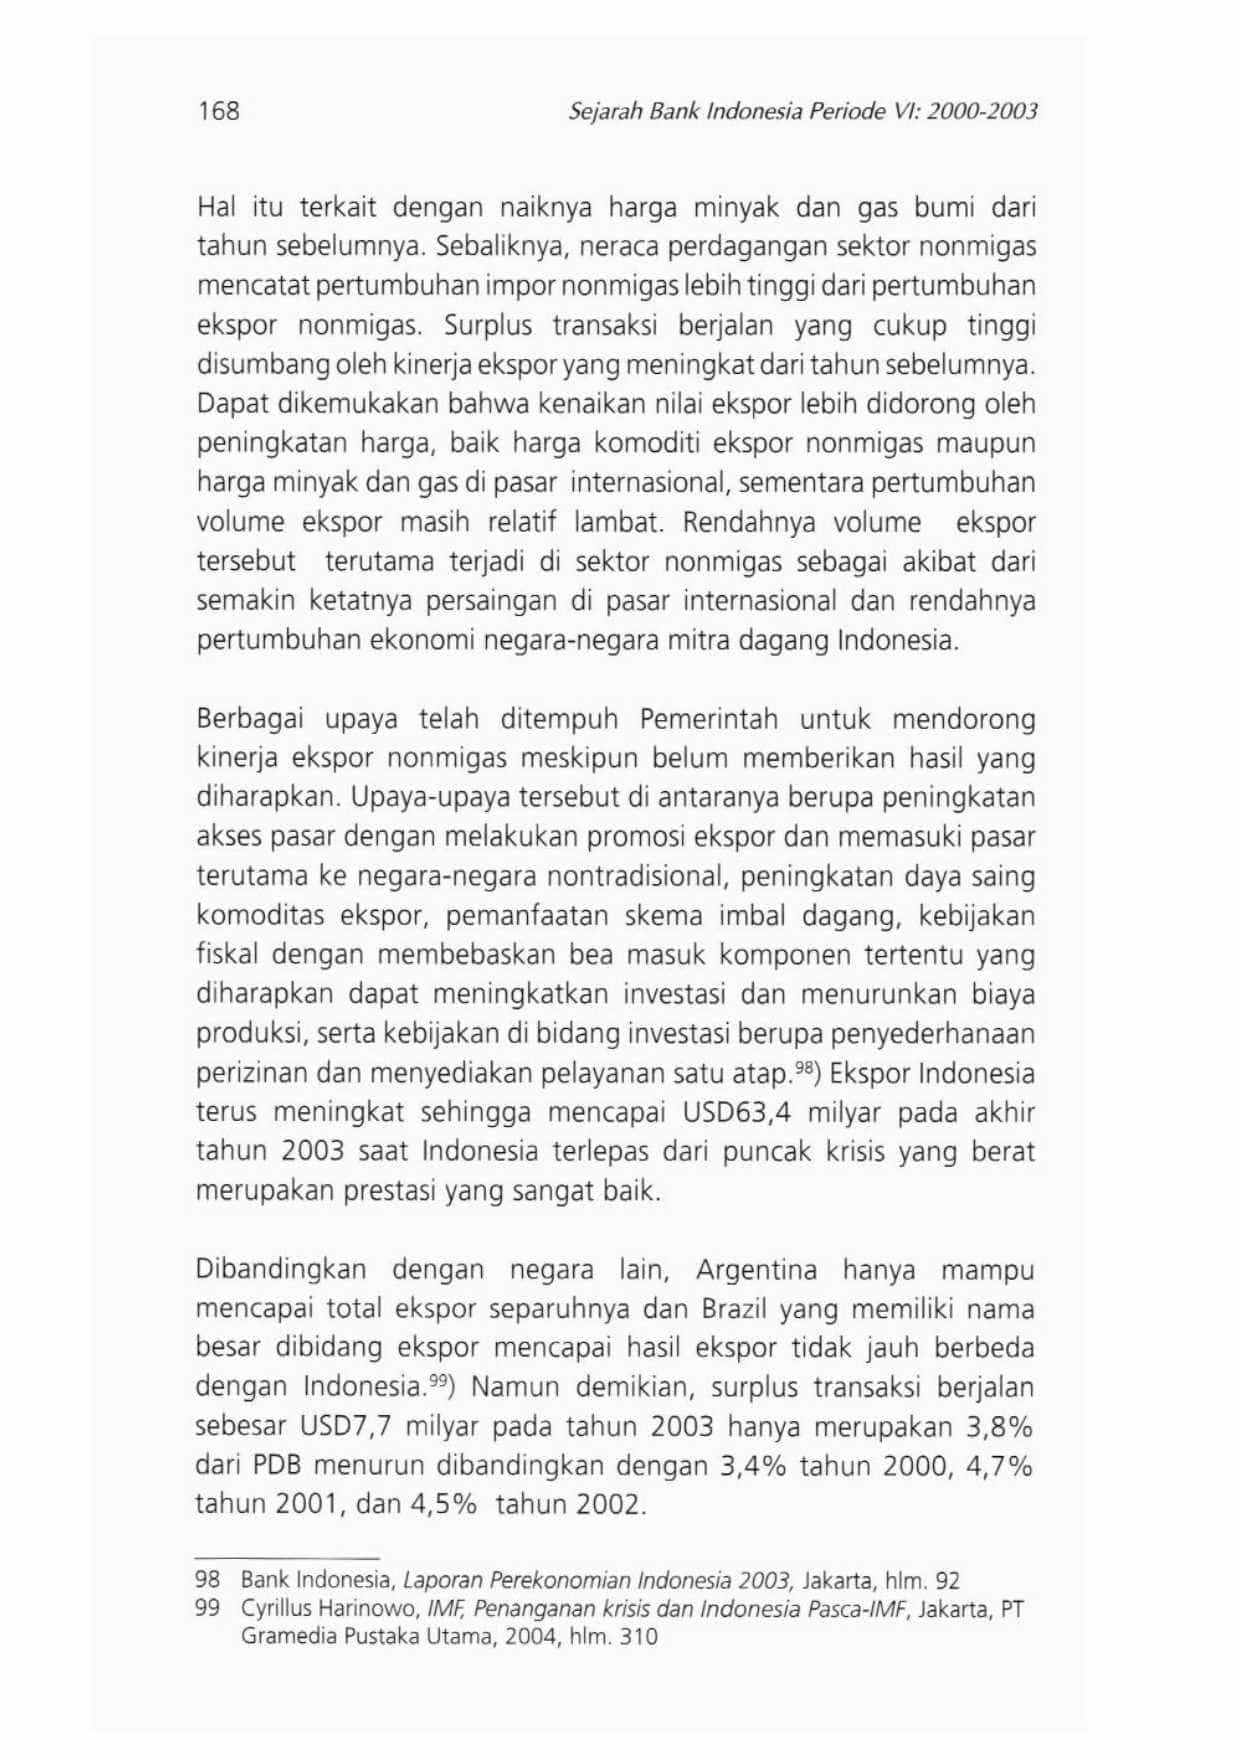 168
Sejarah Bank Indonesia Periode VI: 2000-2003
Hal itu terkait dengan naiknya harga minyak dan gas bumi dari
tahun sebelumnya. Sebaliknya, neraca perdagangan sektor nonmigas
mencatat pertumbuhan impor nonmigas lebih tinggi dari pertumbuhan
ekspor nonmigas. Surplus transaksi berjalan yang cukup tinggi
disumbang oleh kinerja ekspor yang meningkat dari tahun sebelumnya.
Dapat dikemukakan bahwa kenaikan nilai ekspor lebih didorong oleh
peningkatan harga, baik harga komoditi ekspor nonmigas maupun
harga minyak dan gas di pasar internasional, sementara pertumbuhan
volume ekspor masih relatif lambat. Rendahnya volume ekspor
tersebut terutama terjadi di sektor nonmigas sebagai akibat dari
semakin ketatnya persaingan di pasar internasional dan rendahnya
pertumbuhan ekonomi negara-negara mitra dagang Indonesia.
Berbagai upaya telah ditempuh Pemerintah untuk mendorong
kinerja ekspor nonmigas meskipun belum memberikan hasil yang
diharapkan. Upaya-upaya tersebut di antaranya berupa peningkatan
akses pasar dengan melakukan promosi ekspor dan memasuki pasar
terutama ke negara-negara nontradisional, peningkatan daya saing
komoditas ekspor, pemanfaatan skema imbal dagang, kebijakan
fiskal dengan membebaskan bea masuk komponen tertentu yang
diharapkan dapat meningkatkan investasi dan menurunkan biaya
produksi, serta kebijakan di bidang investasi berupa penyederhanaan
perizinan dan menyediakan pelayanan satu atap.⁹⁸) Ekspor Indonesia
terus meningkat sehingga mencapai USD63,4 milyar pada akhir
tahun 2003 saat Indonesia terlepas dari puncak krisis yang berat
merupakan prestasi yang sangat baik.
Dibandingkan dengan negara lain, Argentina hanya mampu
mencapai total ekspor separuhnya dan Brazil yang memiliki nama
besar dibidang ekspor mencapai hasil ekspor tidak jauh berbeda
dengan Indonesia.⁹⁹) Namun demikian, surplus transaksi berjalan
sebesar USD7,7 milyar pada tahun 2003 hanya merupakan 3,8%
dari PDB menurun dibandingkan dengan 3,4% tahun 2000, 4,7%
tahun 2001, dan 4,5% tahun 2002.
98 Bank Indonesia, Laporan Perekonomian Indonesia 2003, Jakarta, hlm. 92
99 Cyrillus Harinowo, IMF, Penanganan krisis dan Indonesia Pasca-IMF, Jakarta, PT
Gramedia Pustaka Utama, 2004, hlm. 310